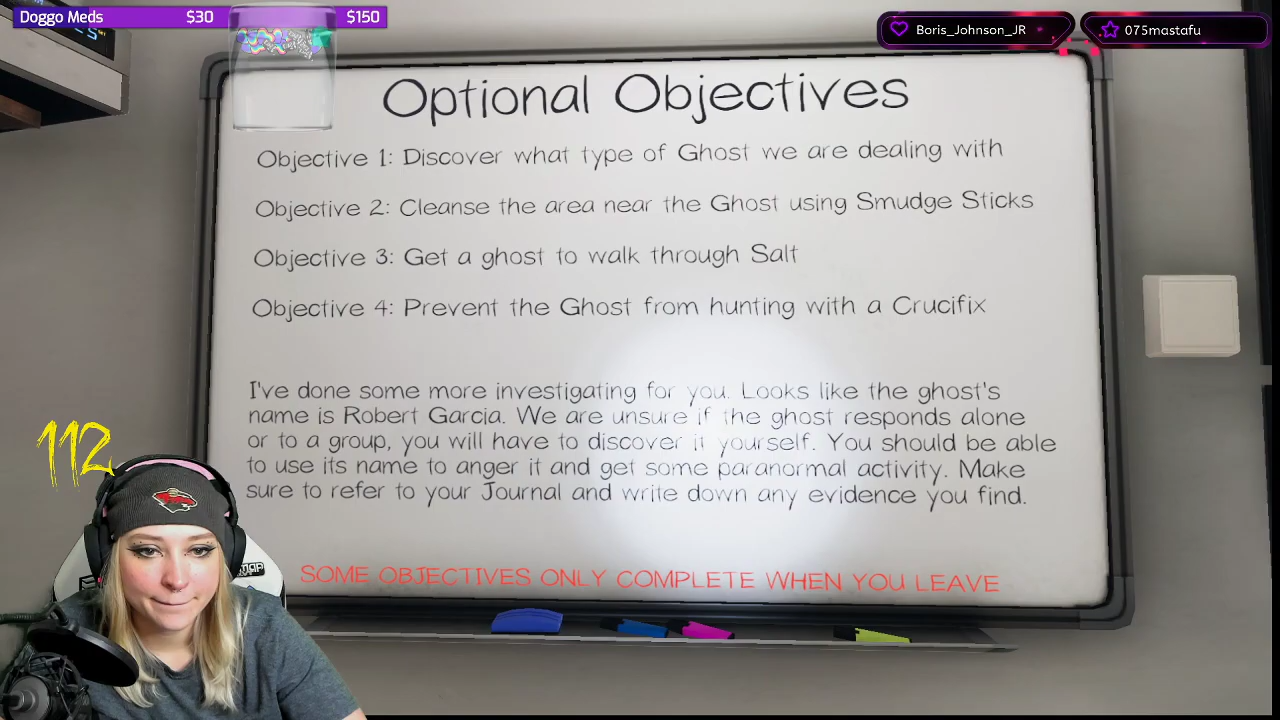 Doggo Meds $30 $150
Boris_Johnson_JR
075mastafu
Optional Objectives
Objective 1: Discover what type of Ghost we are dealing with
Objective 2: Cleanse the area near the Ghost using Smudge Sticks
Objective 3: Get a ghost to walk through Salt
Objective 4: Prevent the Ghost from hunting with a Crucifix
I've done some more investigating for you. Looks like the ghost's
name is Robert Garcia. We are unsure if the ghost responds alone
or to a group, you will have to discover it yourself. You should be able
to use its name to anger it and get some paranormal activity. Make
sure to refer to your Journal and write down any evidence you find.
SOME OBJECTIVES ONLY COMPLETE WHEN YOU LEAVE
112